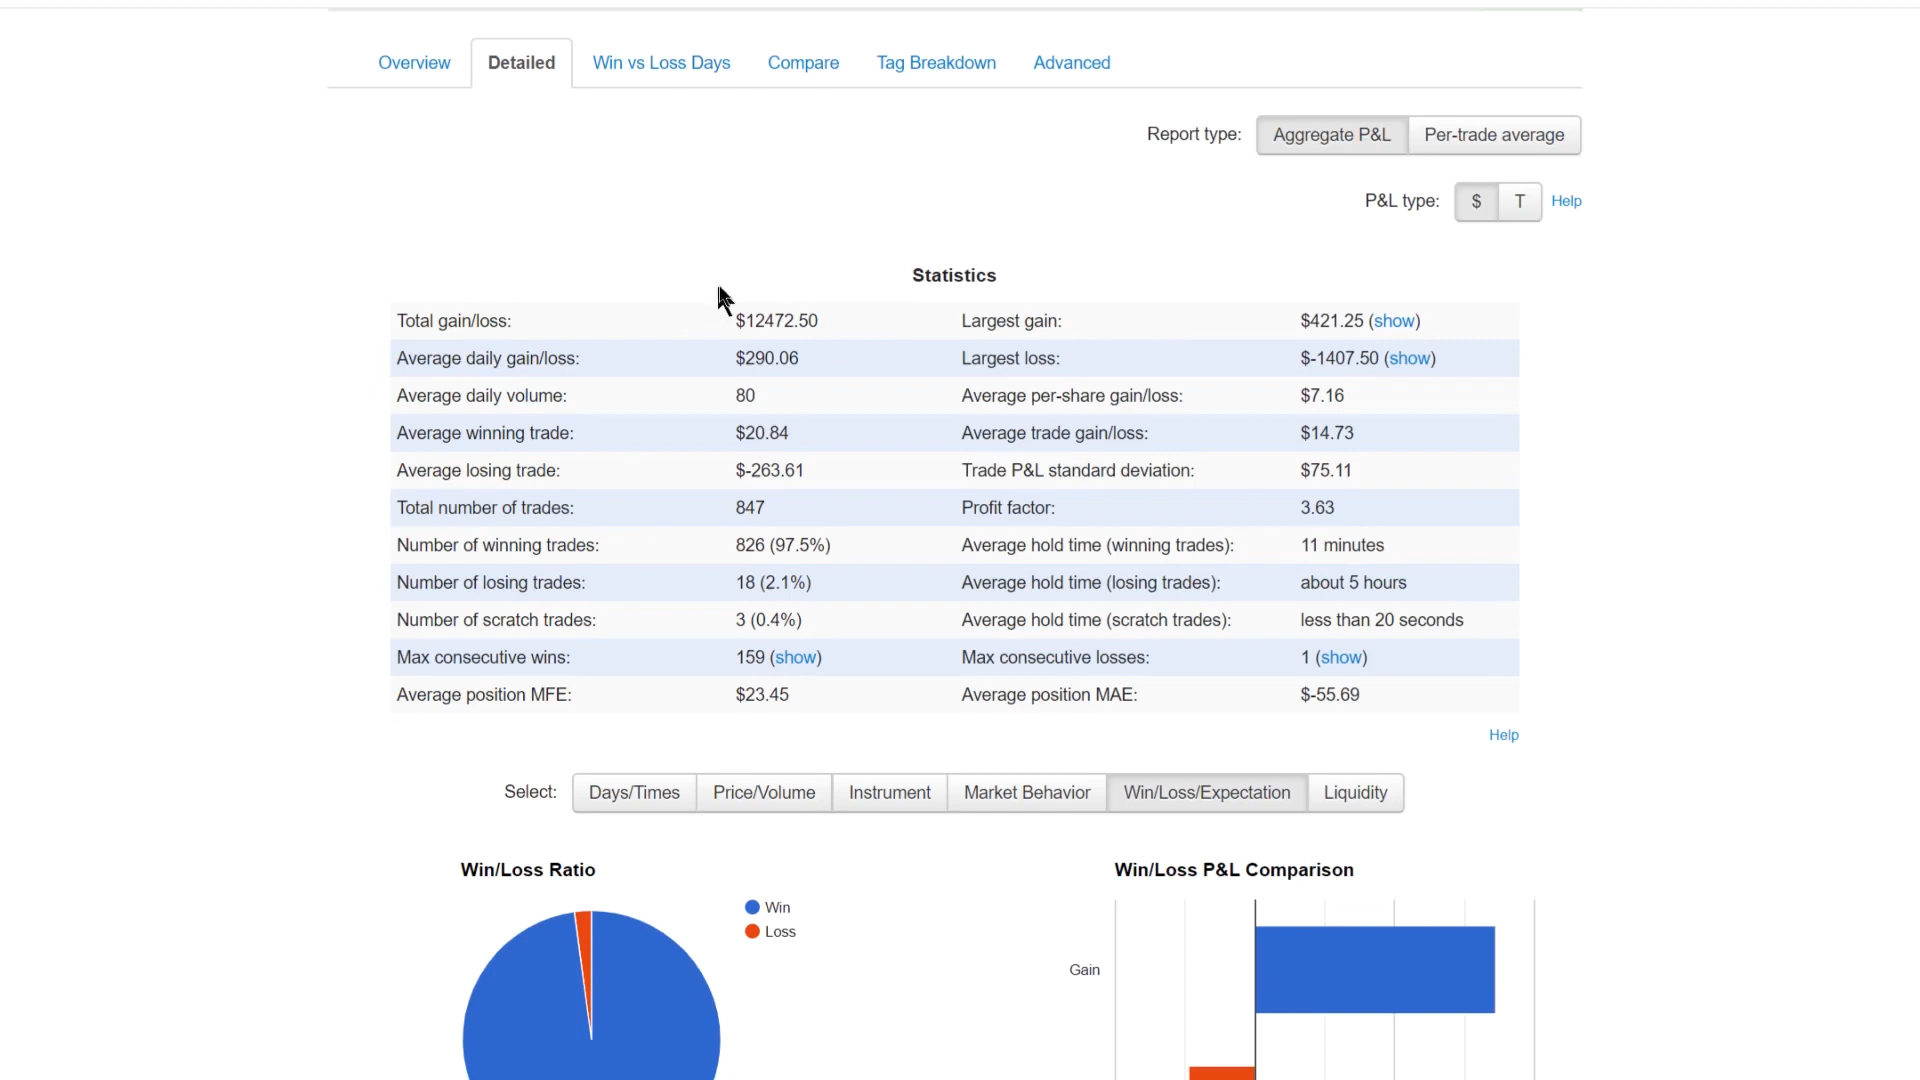 Overview Detailed Win vs Loss Days Compare Tag Breakdown Advanced
Report type: Aggregate P&L Per-trade average
P&L type: $ T Help
Statistics
Total gain/loss: $12472.50 Largest gain: $421.25 (show)
Average daily gain/loss: $290.06 Largest loss: $-1407.50 (show)
Average daily volume: 80 Average per-share gain/loss: $7.16
Average winning trade: $20.84 Average trade gain/loss: $14.73
Average losing trade: $-263.61 Trade P&L standard deviation: $75.11
Total number of trades: 847 Profit factor: 3.63
Number of winning trades: 826 (97.5%) Average hold time (winning trades): 11 minutes
Number of losing trades: 18 (2.1%) Average hold time (losing trades): about 5 hours
Number of scratch trades: 3 (0.4%) Average hold time (scratch trades): less than 20 seconds
Max consecutive wins: 159 (show) Max consecutive losses: 1 (show)
Average position MFE: $23.45 Average position MAE: $-55.69
Help
Select: Days/Times Price/Volume Instrument Market Behavior Win/Loss/Expectation Liquidity
Win/Loss Ratio Win/Loss P&L Comparison
Win
Loss
Gain